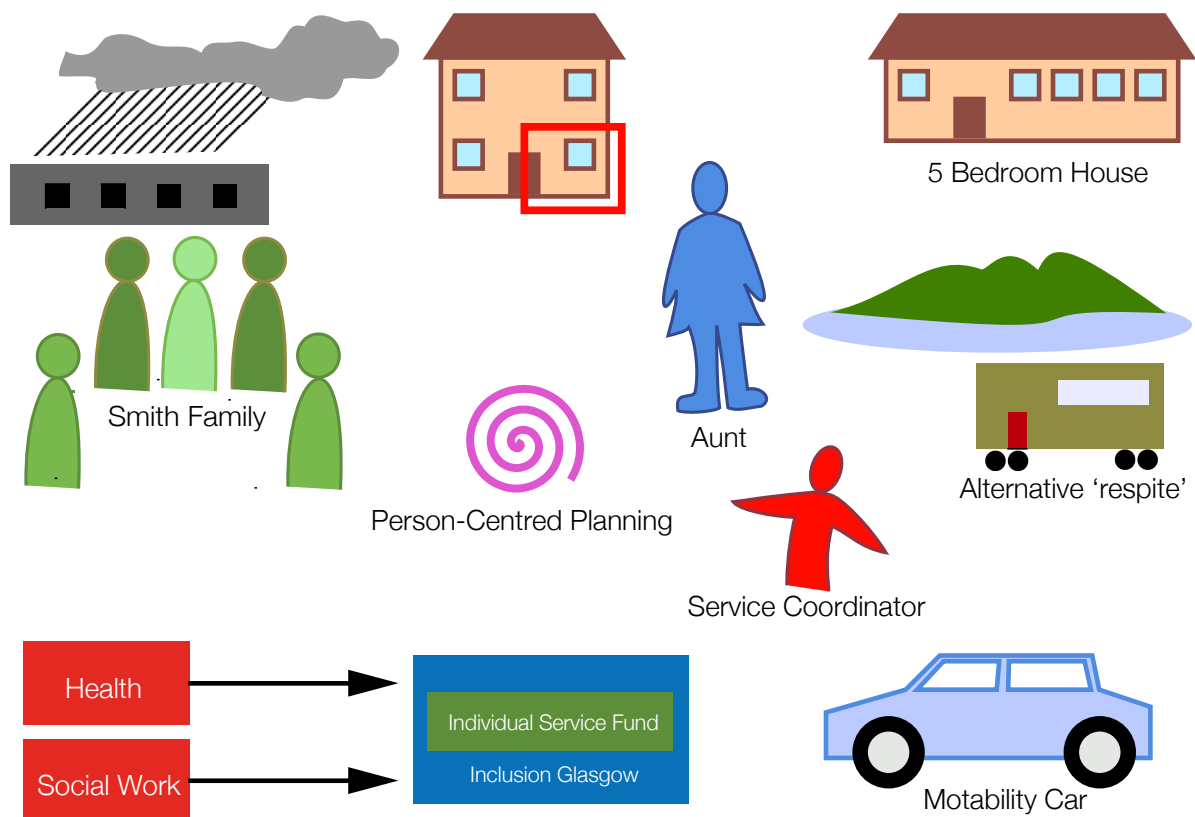 5 Bedroom House
Smith Family
Aunt
Alternative ‘respite’
Person-Centred Planning
Service Coordinator
Health
Individual Service Fund
Social Work
Inclusion Glasgow
Motability Car